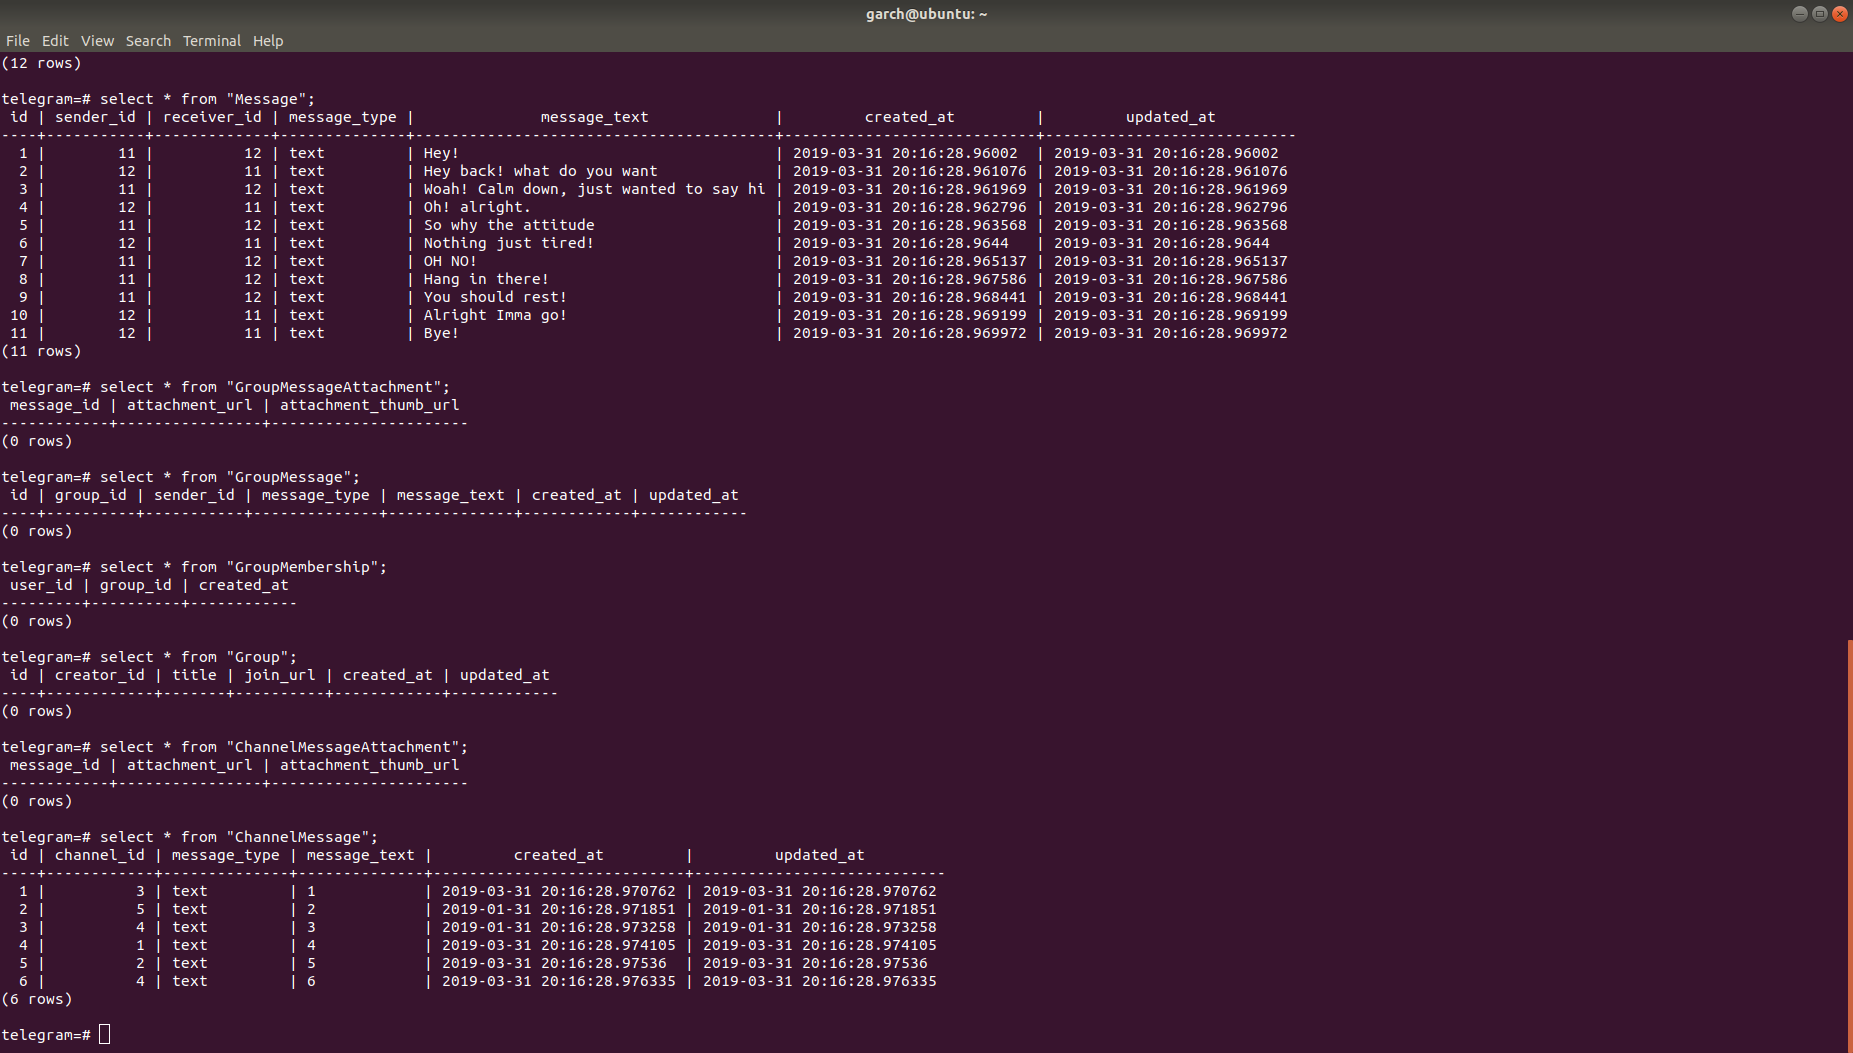 garch@ubuntu: ~
File Edit View Search Terminal Help
(12 rows)

telegram=# select * from "Message";
 id | sender_id | receiver_id | message_type |              message_text              |         created_at         |         updated_at
----+-----------+-------------+--------------+----------------------------------------+----------------------------+----------------------------
  1 |        11 |          12 | text         | Hey!                                   | 2019-03-31 20:16:28.96002  | 2019-03-31 20:16:28.96002
  2 |        12 |          11 | text         | Hey back! what do you want             | 2019-03-31 20:16:28.961076 | 2019-03-31 20:16:28.961076
  3 |        11 |          12 | text         | Woah! Calm down, just wanted to say hi | 2019-03-31 20:16:28.961969 | 2019-03-31 20:16:28.961969
  4 |        12 |          11 | text         | Oh! alright.                           | 2019-03-31 20:16:28.962796 | 2019-03-31 20:16:28.962796
  5 |        11 |          12 | text         | So why the attitude                    | 2019-03-31 20:16:28.963568 | 2019-03-31 20:16:28.963568
  6 |        12 |          11 | text         | Nothing just tired!                    | 2019-03-31 20:16:28.9644   | 2019-03-31 20:16:28.9644
  7 |        11 |          12 | text         | OH NO!                                 | 2019-03-31 20:16:28.965137 | 2019-03-31 20:16:28.965137
  8 |        11 |          12 | text         | Hang in there!                         | 2019-03-31 20:16:28.967586 | 2019-03-31 20:16:28.967586
  9 |        11 |          12 | text         | You should rest!                       | 2019-03-31 20:16:28.968441 | 2019-03-31 20:16:28.968441
 10 |        12 |          11 | text         | Alright Imma go!                       | 2019-03-31 20:16:28.969199 | 2019-03-31 20:16:28.969199
 11 |        12 |          11 | text         | Bye!                                   | 2019-03-31 20:16:28.969972 | 2019-03-31 20:16:28.969972
(11 rows)

telegram=# select * from "GroupMessageAttachment";
 message_id | attachment_url | attachment_thumb_url
------------+----------------+----------------------
(0 rows)

telegram=# select * from "GroupMessage";
 id | group_id | sender_id | message_type | message_text | created_at | updated_at
----+----------+-----------+--------------+--------------+------------+------------
(0 rows)

telegram=# select * from "GroupMembership";
 user_id | group_id | created_at
---------+----------+------------
(0 rows)

telegram=# select * from "Group";
 id | creator_id | title | join_url | created_at | updated_at
----+------------+-------+----------+------------+------------
(0 rows)

telegram=# select * from "ChannelMessageAttachment";
 message_id | attachment_url | attachment_thumb_url
------------+----------------+----------------------
(0 rows)

telegram=# select * from "ChannelMessage";
 id | channel_id | message_type | message_text |         created_at         |         updated_at
----+------------+--------------+--------------+----------------------------+----------------------------
  1 |          3 | text         | 1            | 2019-03-31 20:16:28.970762 | 2019-03-31 20:16:28.970762
  2 |          5 | text         | 2            | 2019-01-31 20:16:28.971851 | 2019-01-31 20:16:28.971851
  3 |          4 | text         | 3            | 2019-01-31 20:16:28.973258 | 2019-01-31 20:16:28.973258
  4 |          1 | text         | 4            | 2019-03-31 20:16:28.974105 | 2019-03-31 20:16:28.974105
  5 |          2 | text         | 5            | 2019-03-31 20:16:28.97536  | 2019-03-31 20:16:28.97536
  6 |          4 | text         | 6            | 2019-03-31 20:16:28.976335 | 2019-03-31 20:16:28.976335
(6 rows)

telegram=#